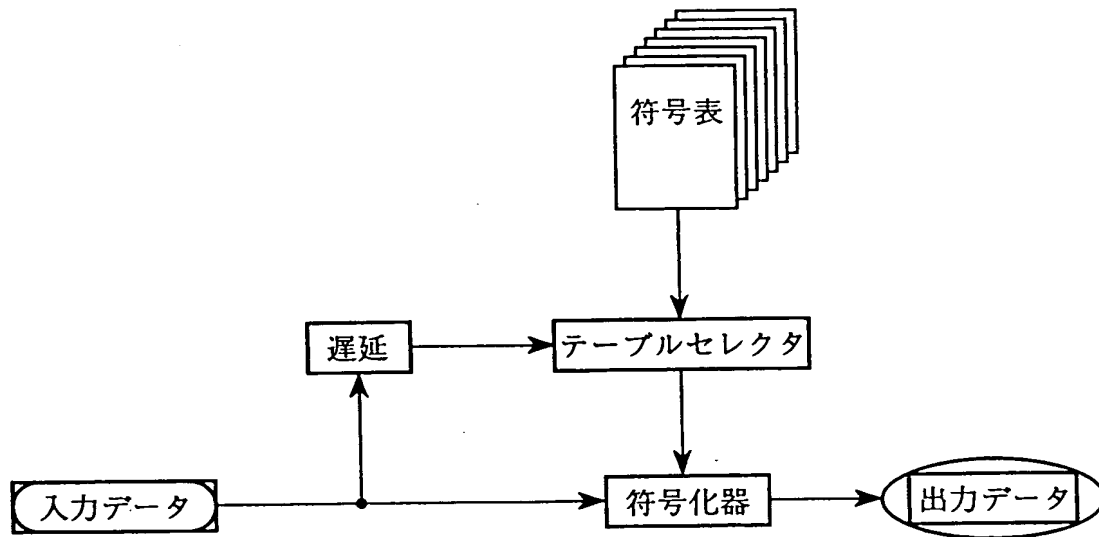 符号表
遅延
テーブルセレクタ
入力データ
符号化器
出力データ